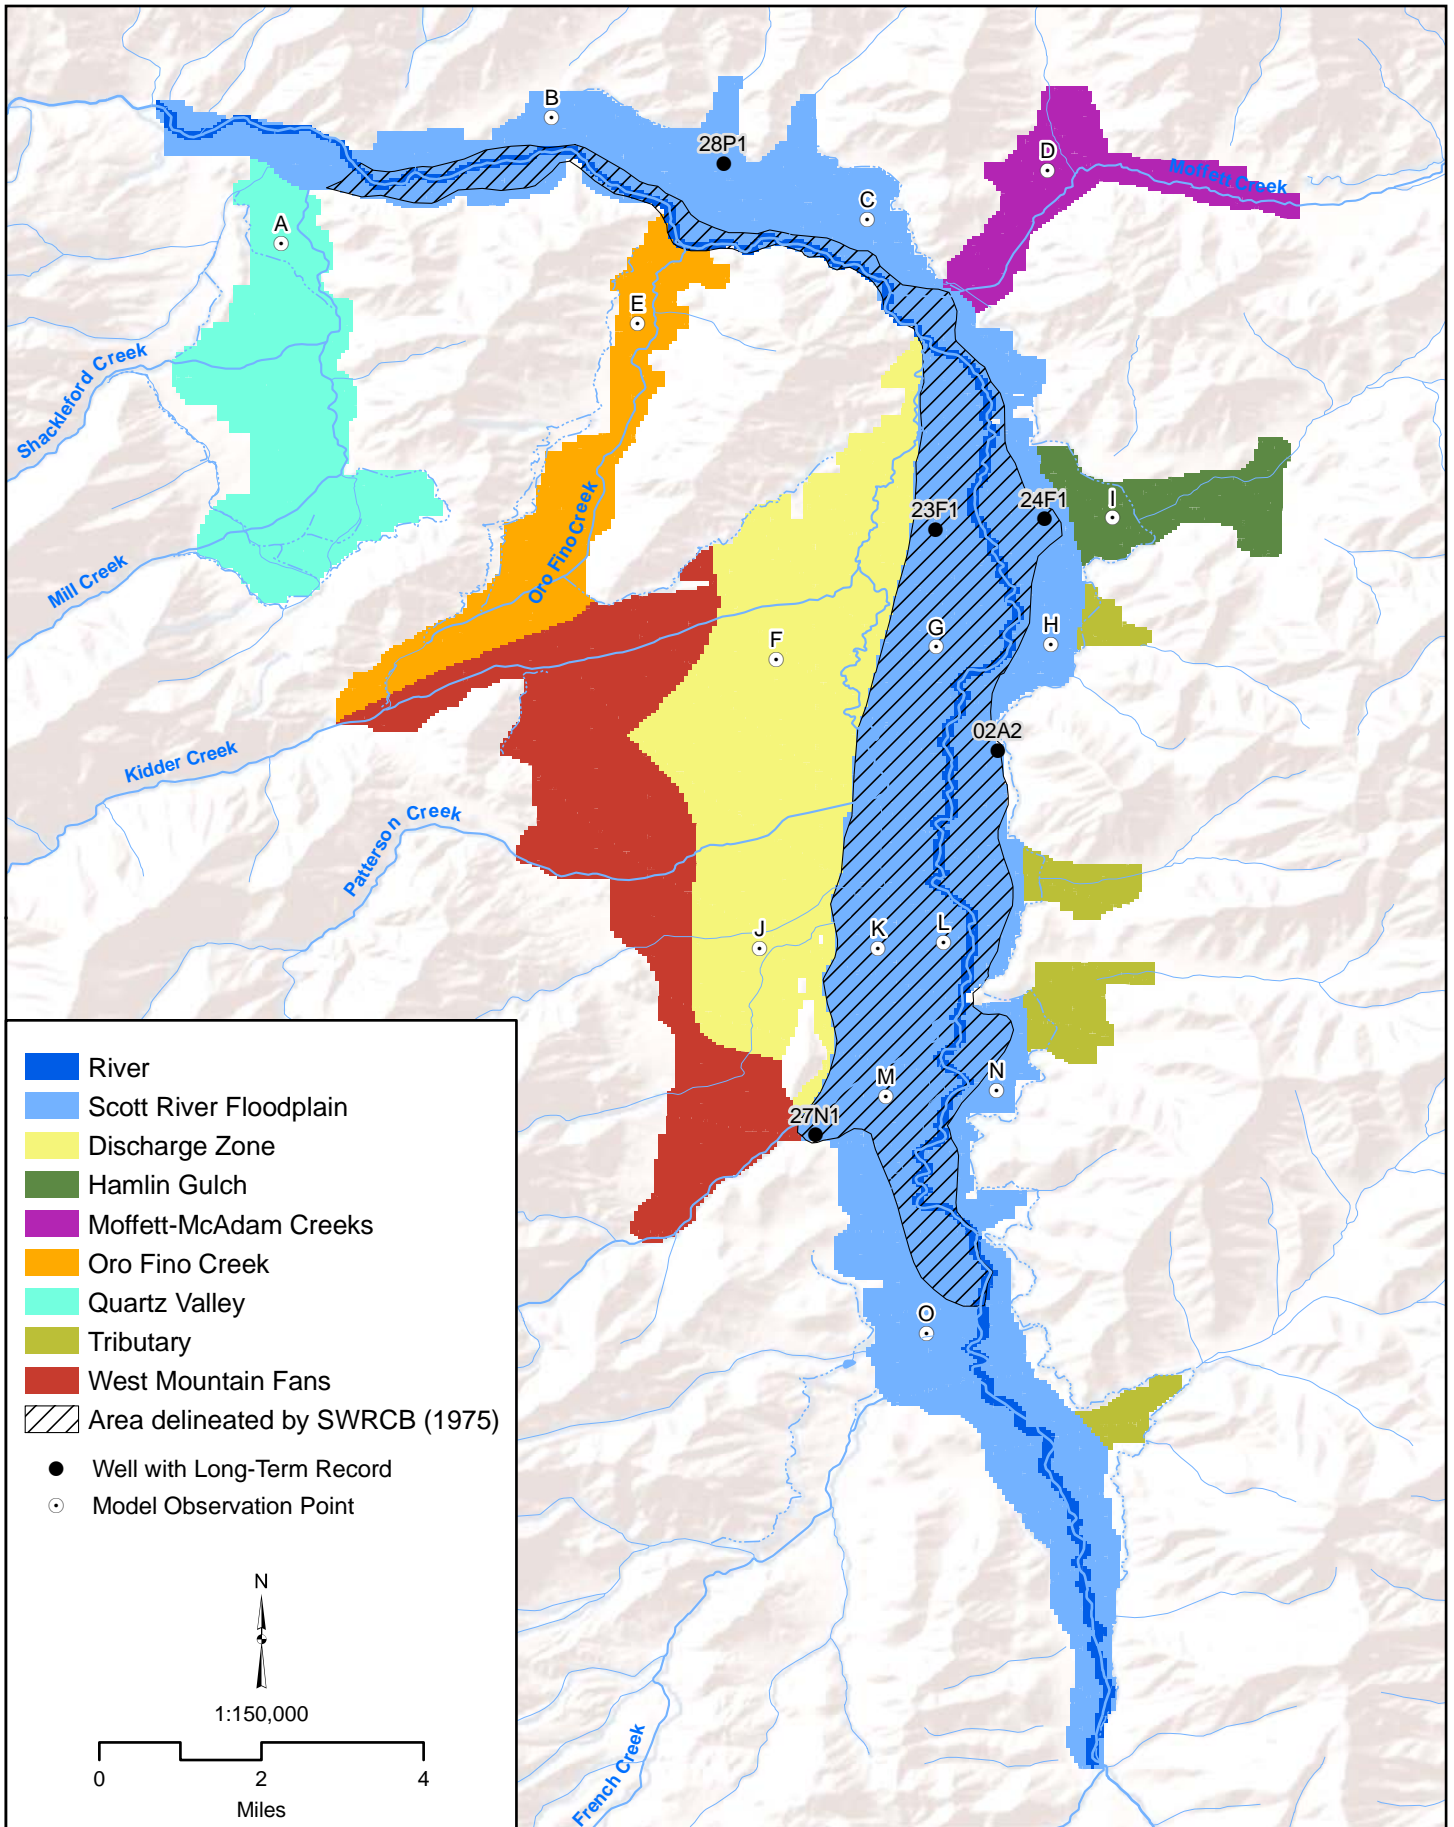 B
28P1
D
Moffett Creek
C
A
E
Shackleford Creek
23F1
24F1
I
Oro Fino Creek
Mill Creek
G
H
F
02A2
Kidder Creek
Patterson Creek
J
K
L
M
N
27N1
O
River
Scott River Floodplain
Discharge Zone
Hamlin Gulch
Moffett-McAdam Creeks
Oro Fino Creek
Quartz Valley
Tributary
West Mountain Fans
Area delineated by SWRCB (1975)
Well with Long-Term Record
Model Observation Point
N
1:150,000
0 2 4
Miles
French Creek